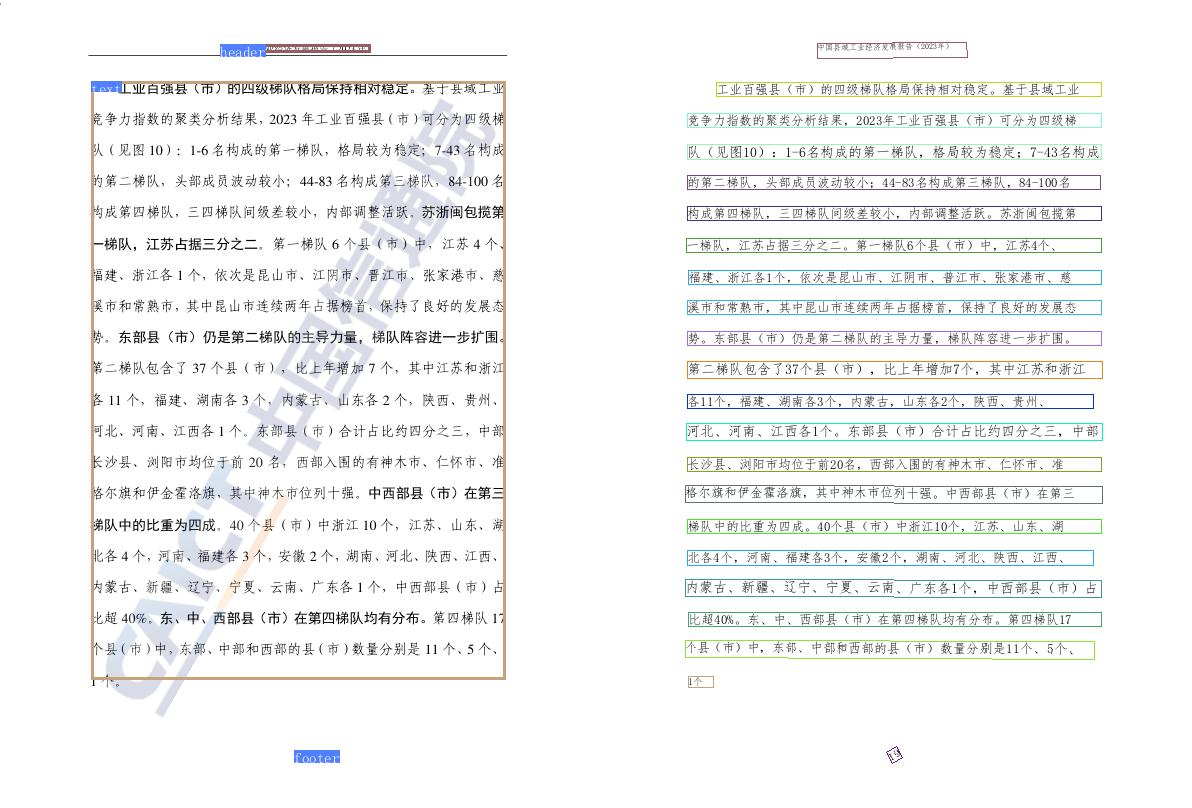 header
text工业百强县（市）的四级梯队格局保持相对稳定。基于县域工业
竞争力指数的聚类分析结果，2023 年工业百强县（市）可分为四级梯
队（见图 10）：1-6 名构成的第一梯队，格局较为稳定；7-43 名构成
的第二梯队，头部成员波动较小；44-83 名构成第三梯队，84-100 名
构成第四梯队，三四梯队间级差较小，内部调整活跃。苏浙闽包揽第
一梯队，江苏占据三分之二。第一梯队 6 个县（市）中，江苏 4 个、
福建、浙江各 1 个，依次是昆山市、江阴市、晋江市、张家港市、慈
溪市和常熟市，其中昆山市连续两年占据榜首，保持了良好的发展态
势。东部县（市）仍是第二梯队的主导力量，梯队阵容进一步扩围。
第二梯队包含了 37 个县（市），比上年增加 7 个，其中江苏和浙江
各 11 个，福建、湖南各 3 个，内蒙古、山东各 2 个，陕西、贵州、
河北、河南、江西各 1 个。东部县（市）合计占比约四分之三，中部
长沙县、浏阳市均位于前 20 名，西部入围的有神木市、仁怀市、准
格尔旗和伊金霍洛旗，其中神木市位列十强。中西部县（市）在第三
梯队中的比重为四成。40 个县（市）中浙江 10 个，江苏、山东、湖
北各 4 个，河南、福建各 3 个，安徽 2 个，湖南、河北、陕西、江西、
内蒙古、新疆、辽宁、宁夏、云南、广东各 1 个，中西部县（市）占
比超 40%。东、中、西部县（市）在第四梯队均有分布。第四梯队 17
个县（市）中，东部、中部和西部的县（市）数量分别是 11 个、5 个、
1 个。
CAICT 中国信通院
footer
中国县域工业经济发展报告（2023年）
工业百强县（市）的四级梯队格局保持相对稳定。基于县域工业
竞争力指数的聚类分析结果，2023年工业百强县（市）可分为四级梯
队（见图10）：1-6名构成的第一梯队，格局较为稳定；7-43名构成
的第二梯队，头部成员波动较小；44-83名构成第三梯队，84-100名
构成第四梯队，三四梯队间级差较小，内部调整活跃。苏浙闽包揽第
一梯队，江苏占据三分之二。第一梯队6个县（市）中，江苏4个、
福建、浙江各1个，依次是昆山市、江阴市、普江市、张家港市、慈
溪市和常熟市，其中昆山市连续两年占据榜首，保持了良好的发展态
势。东部县（市）仍是第二梯队的主导力量，梯队阵容进一步扩围。
第二梯队包含了37个县（市），比上年增加7个，其中江苏和浙江
各11个，福建、湖南各3个，内蒙古，山东各2个，陕西、贵州、
河北、河南、江西各1个。东部县（市）合计占比约四分之三，中部
长沙县、浏阳市均位于前20名，西部入围的有神木市、仁怀市、准
格尔旗和伊金霍洛旗，其中神木市位列十强。中西部县（市）在第三
梯队中的比重为四成。40个县（市）中浙江10个，江苏、山东、湖
北各4个，河南、福建各3个，安徽2个，湖南、河北、陕西、江西、
内蒙古、新疆、辽宁、宁夏、云南、广东各1个，中西部县（市）占
比超40%。东、中、西部县（市）在第四梯队均有分布。第四梯队17
个县（市）中，东部、中部和西部的县（市）数量分别是11个、5个、
1个
19